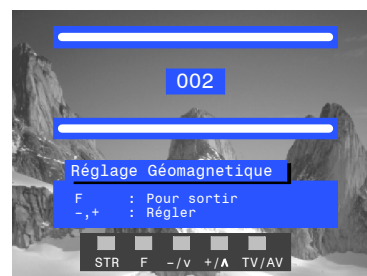 002
Réglage Géomagnetique
F : Pour sortir
-,+ : Régler
STR F -/v +/ʌ TV/AV